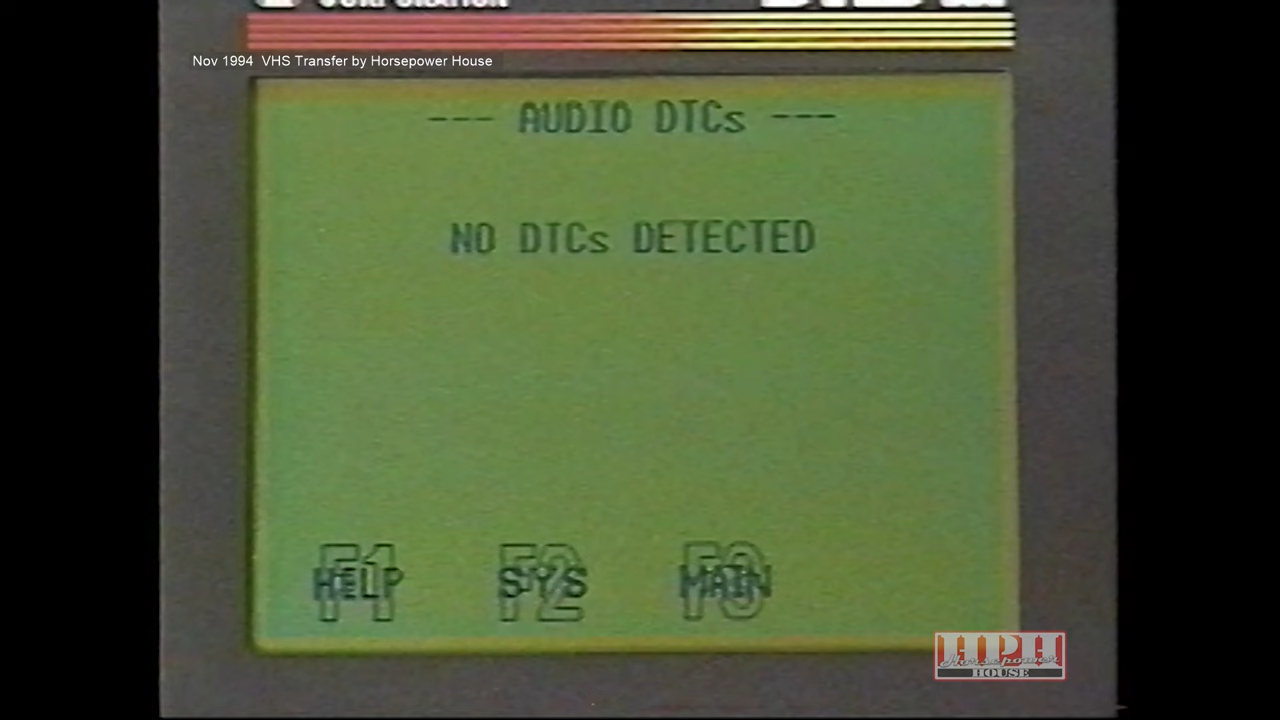 CORPORATION
Nov 1994 VHS Transfer by Horsepower House
--- AUDIO DTCs ---
NO DTCs DETECTED
F1 F2 F3
HELP SYS MAIN
HPH
Horsepower
HOUSE